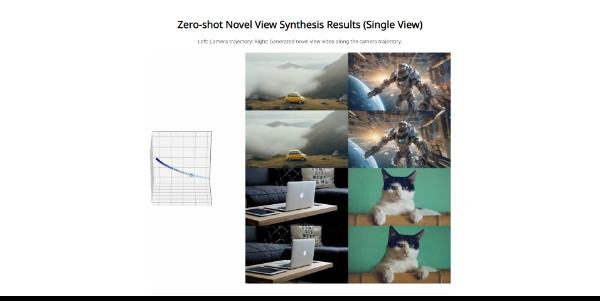 Zero-shot Novel View Synthesis Results (Single View)
Left: Camera trajectory; Right: Generated novel view video along the camera trajectory.